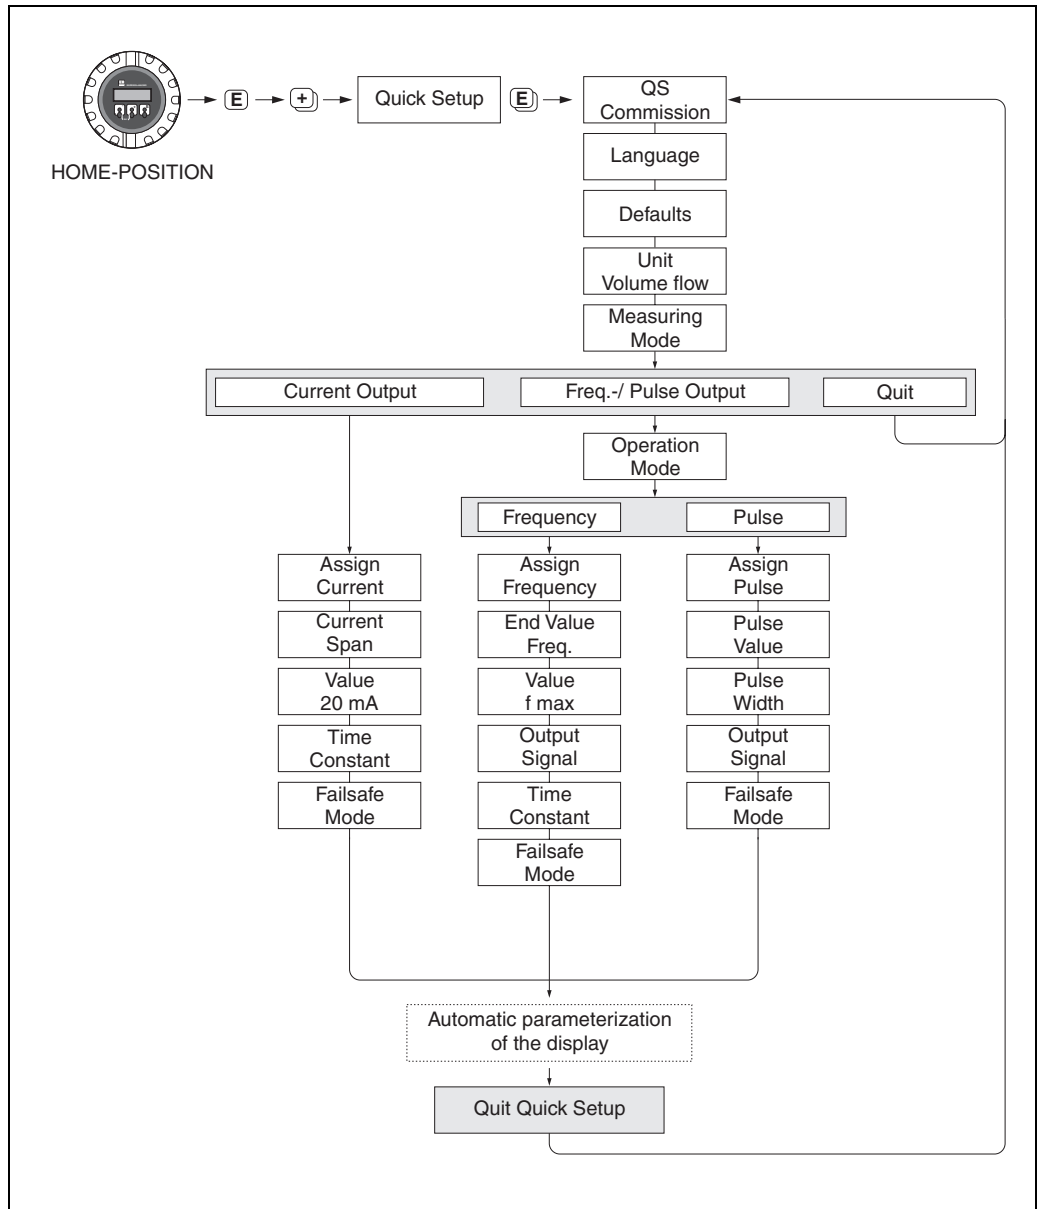 E
+
Quick Setup
E
QS
Commission
HOME-POSITION
Language
Defaults
Unit
Volume flow
Measuring
Mode
Current Output
Freq.-/ Pulse Output
Quit
Operation
Mode
Frequency
Pulse
Assign
Current
Current
Span
Value
20 mA
Time
Constant
Failsafe
Mode
Assign
Frequency
End Value
Freq.
Value
f max
Output
Signal
Time
Constant
Failsafe
Mode
Assign
Pulse
Pulse
Value
Pulse
Width
Output
Signal
Failsafe
Mode
Automatic parameterization
of the display
Quit Quick Setup